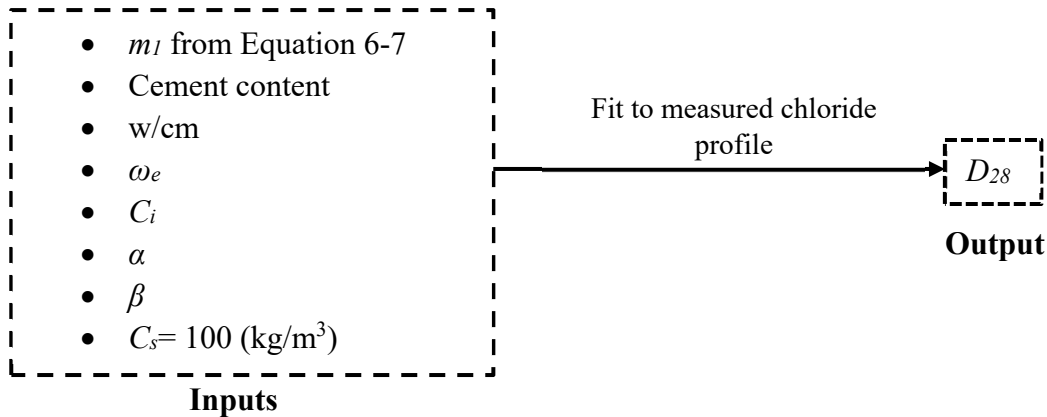 • m₁ from Equation 6-7
• Cement content
• w/cm
• ωₑ
• Cᵢ
• α
• β
• Cₛ= 100 (kg/m³)
Inputs
Fit to measured chloride
profile
D₂₈
Output